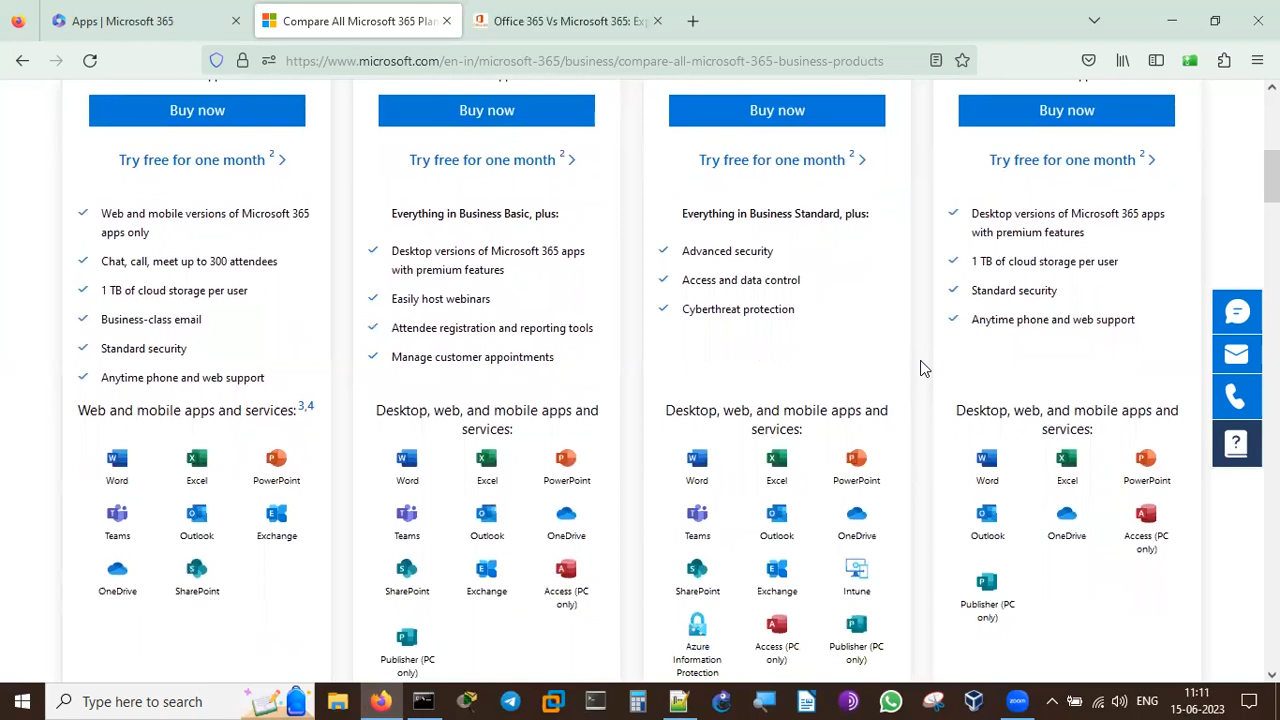 Apps | Microsoft 365
Compare All Microsoft 365 Plan
Office 365 Vs Microsoft 365: Ex
https://www.microsoft.com/en-in/microsoft-365/business/compare-all-microsoft-365-business-products
Buy now
Try free for one month 2
Web and mobile versions of Microsoft 365
apps only
Chat, call, meet up to 300 attendees
1 TB of cloud storage per user
Business-class email
Standard security
Anytime phone and web support
Web and mobile apps and services: 3,4
Word Excel PowerPoint
Teams Outlook Exchange
OneDrive SharePoint
Buy now
Try free for one month 2
Everything in Business Basic, plus:
Desktop versions of Microsoft 365 apps
with premium features
Easily host webinars
Attendee registration and reporting tools
Manage customer appointments
Desktop, web, and mobile apps and
services:
Word Excel PowerPoint
Teams Outlook OneDrive
SharePoint Exchange Access (PC
only)
Publisher (PC
only)
Buy now
Try free for one month 2
Everything in Business Standard, plus:
Advanced security
Access and data control
Cyberthreat protection
Desktop, web, and mobile apps and
services:
Word Excel PowerPoint
Teams Outlook OneDrive
SharePoint Exchange Intune
Azure Access (PC Publisher (PC
Information only) only)
Protection
Buy now
Try free for one month 2
Desktop versions of Microsoft 365 apps
with premium features
1 TB of cloud storage per user
Standard security
Anytime phone and web support
Desktop, web, and mobile apps and
services:
Word Excel PowerPoint
Outlook OneDrive Access (PC
only)
Publisher (PC
only)
Type here to search
zoom
ENG
11:11
15-06-2023